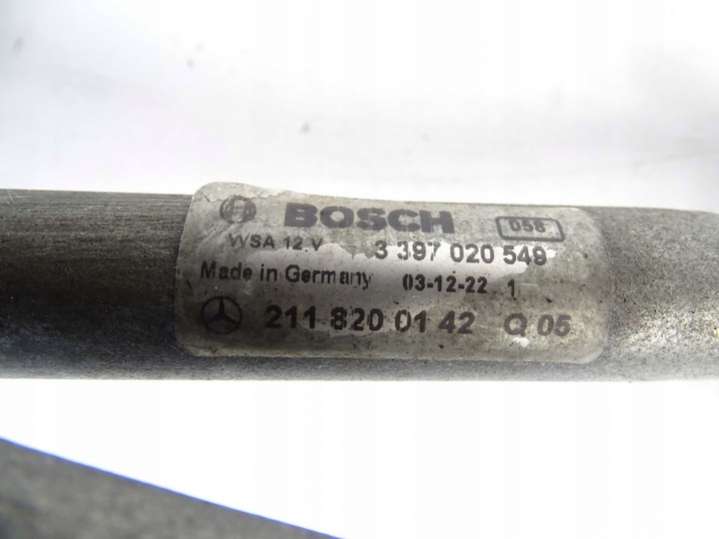 BOSCH 056
WSA 12 V 3 397 020 549
Made in Germany 03-12-22 1
211 820 01 42 Q 05